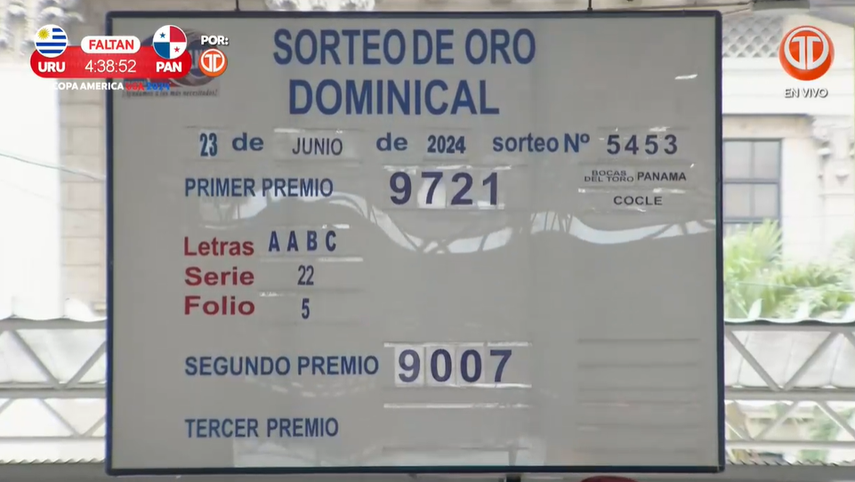 FALTAN
URU 4:38:52 PAN
POR:
COPA AMERICA USA 2024
EN VIVO
SORTEO DE ORO
DOMINICAL
23 de JUNIO de 2024 sorteo Nº 5453
PRIMER PREMIO 9721
BOCAS DEL TORO PANAMA
COCLE
Letras A A B C
Serie 22
Folio 5
SEGUNDO PREMIO 9007
TERCER PREMIO